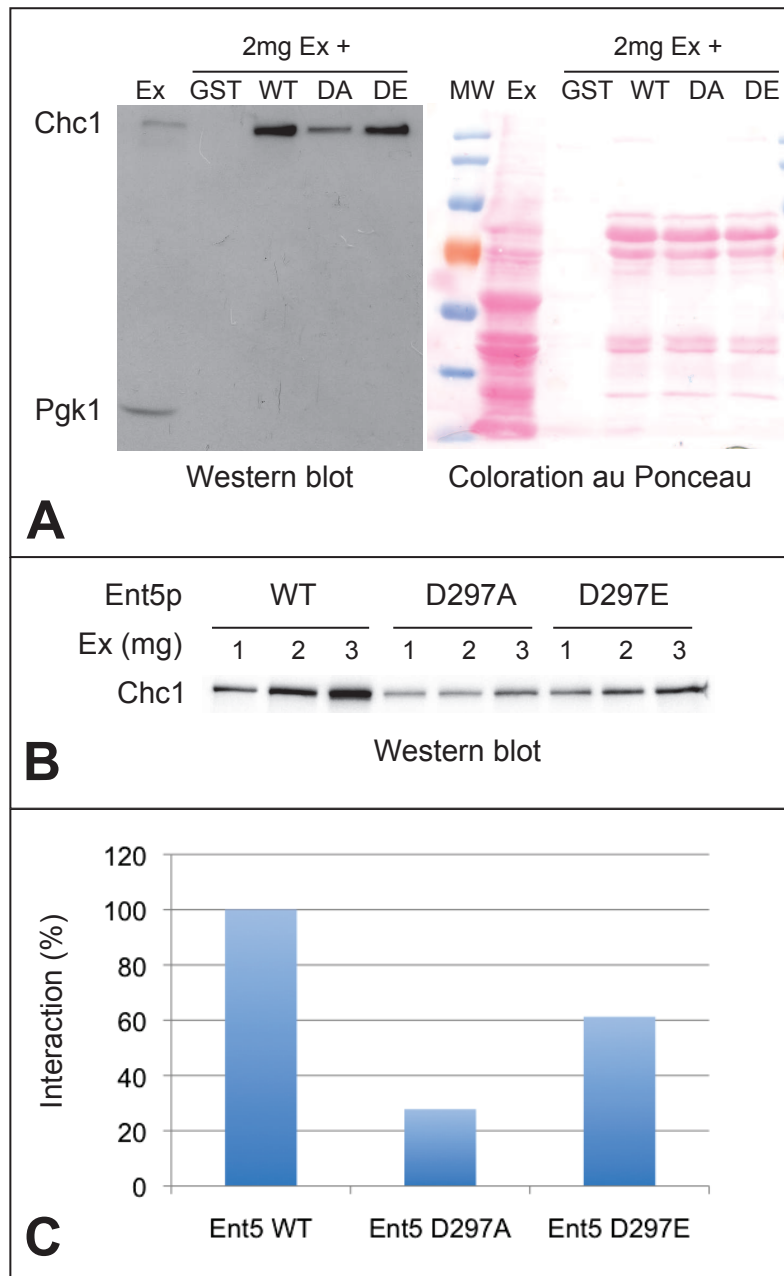 2mg Ex +
Ex GST WT DA DE
Chc1
Pgk1
Western blot
2mg Ex +
MW Ex GST WT DA DE
Coloration au Ponceau
A
Ent5p WT D297A D297E
Ex (mg) 1 2 3 1 2 3 1 2 3
Chc1
Western blot
B
Interaction (%)
120
100
80
60
40
20
0
Ent5 WT Ent5 D297A Ent5 D297E
C